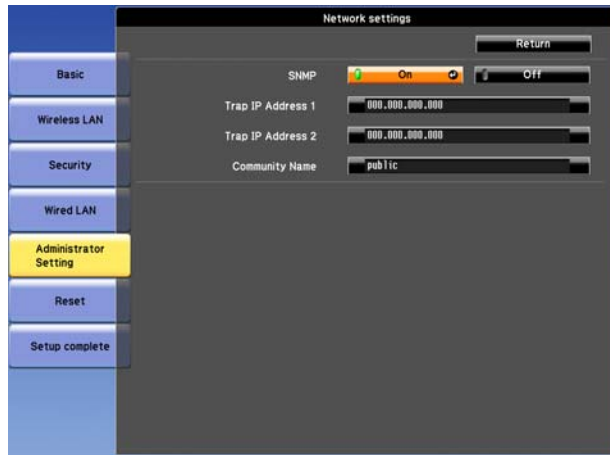 Network settings
Return
Basic
Wireless LAN
Security
Wired LAN
Administrator
Setting
Reset
Setup complete
SNMP On Off
Trap IP Address 1 000.000.000.000
Trap IP Address 2 000.000.000.000
Community Name public